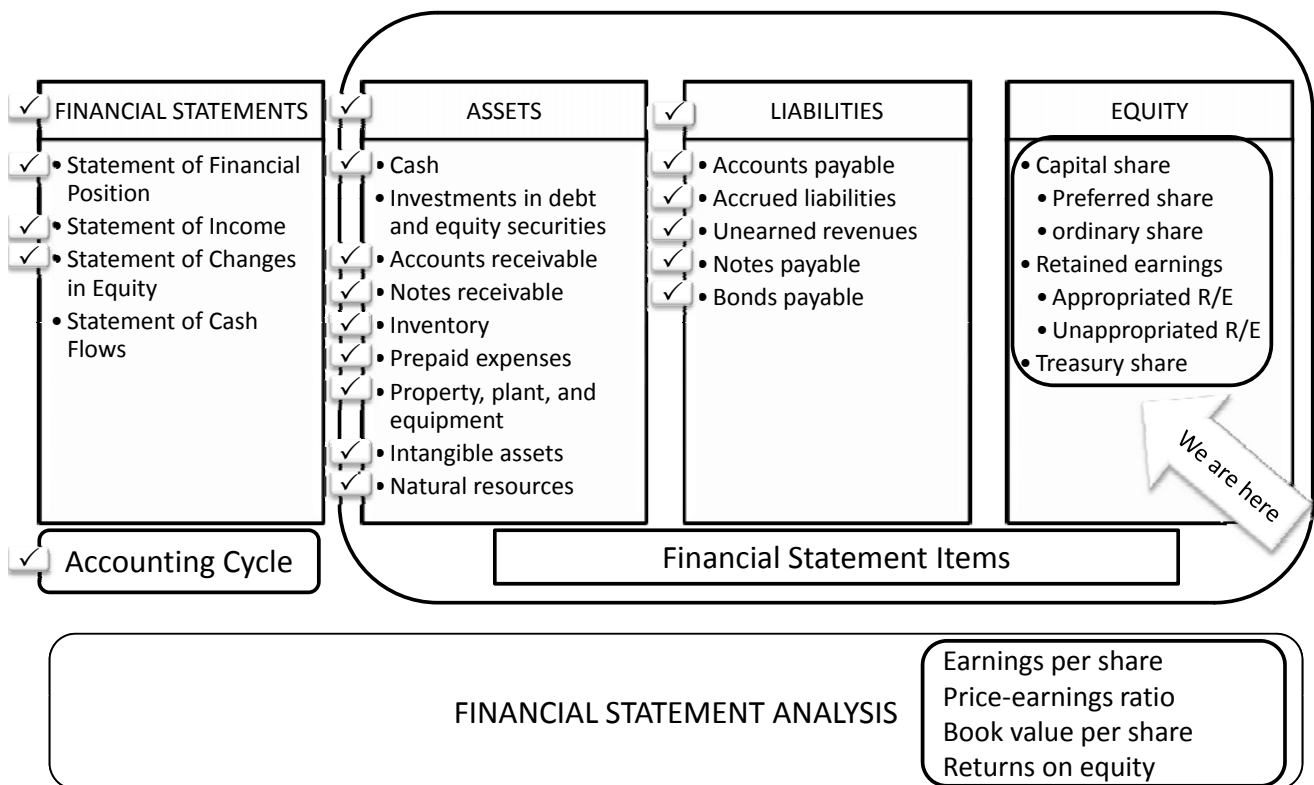 FINANCIAL STATEMENTS
• Statement of Financial
Position
• Statement of Income
• Statement of Changes
in Equity
• Statement of Cash
Flows
Accounting Cycle
ASSETS
• Cash
• Investments in debt
and equity securities
• Accounts receivable
• Notes receivable
• Inventory
• Prepaid expenses
• Property, plant, and
equipment
• Intangible assets
• Natural resources
LIABILITIES
• Accounts payable
• Accrued liabilities
• Unearned revenues
• Notes payable
• Bonds payable
EQUITY
• Capital share
• Preferred share
• ordinary share
• Retained earnings
• Appropriated R/E
• Unappropriated R/E
• Treasury share
We are here
Financial Statement Items
FINANCIAL STATEMENT ANALYSIS
Earnings per share
Price-earnings ratio
Book value per share
Returns on equity